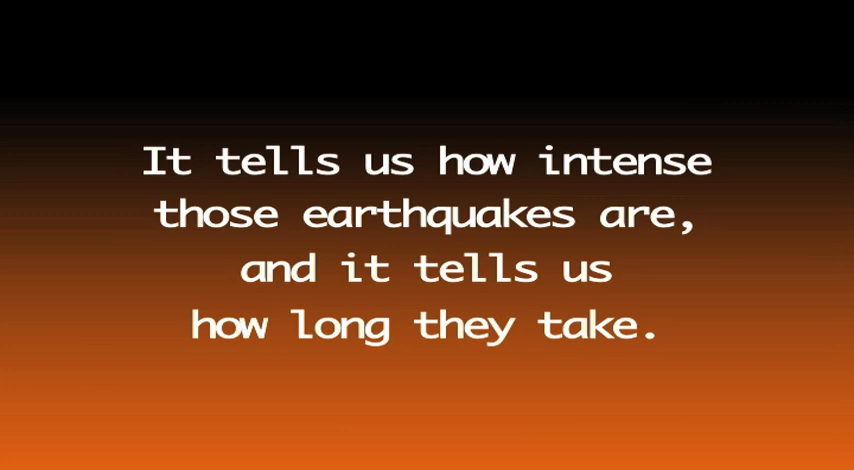 It tells us how intense
those earthquakes are,
and it tells us
how long they take.